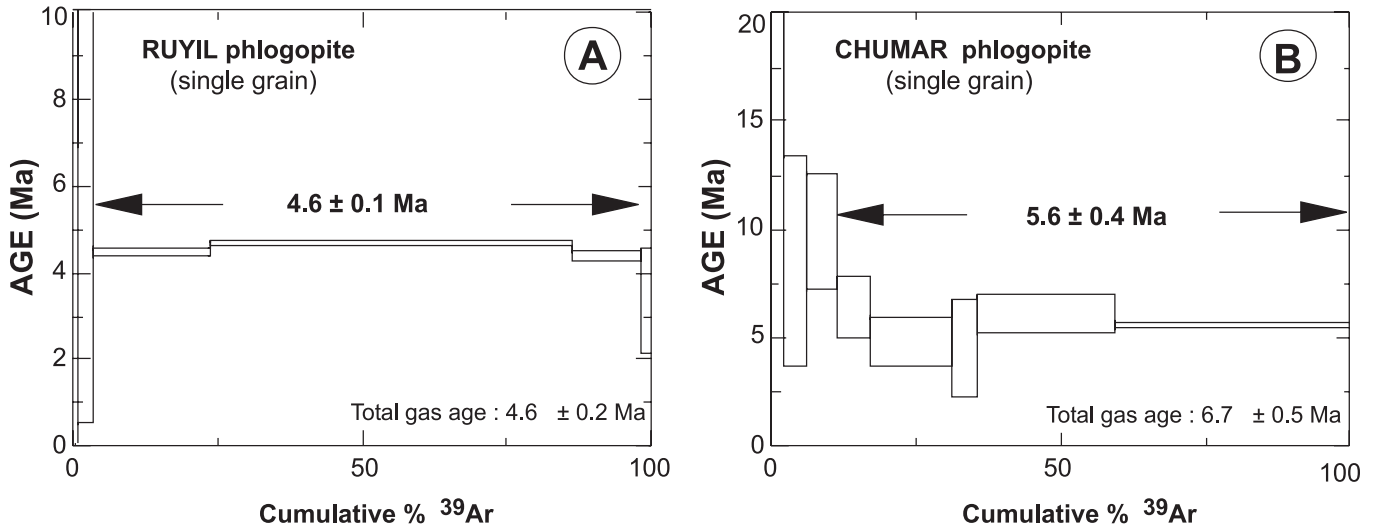 RUYIL phlogopite
(single grain)
A
10
8
6
4
2
0
AGE (Ma)
4.6 ± 0.1 Ma
Total gas age : 4.6 ± 0.2 Ma
0 50 100
Cumulative % ³⁹Ar
CHUMAR phlogopite
(single grain)
B
20
15
10
5
0
AGE (Ma)
5.6 ± 0.4 Ma
Total gas age : 6.7 ± 0.5 Ma
0 50 100
Cumulative % ³⁹Ar